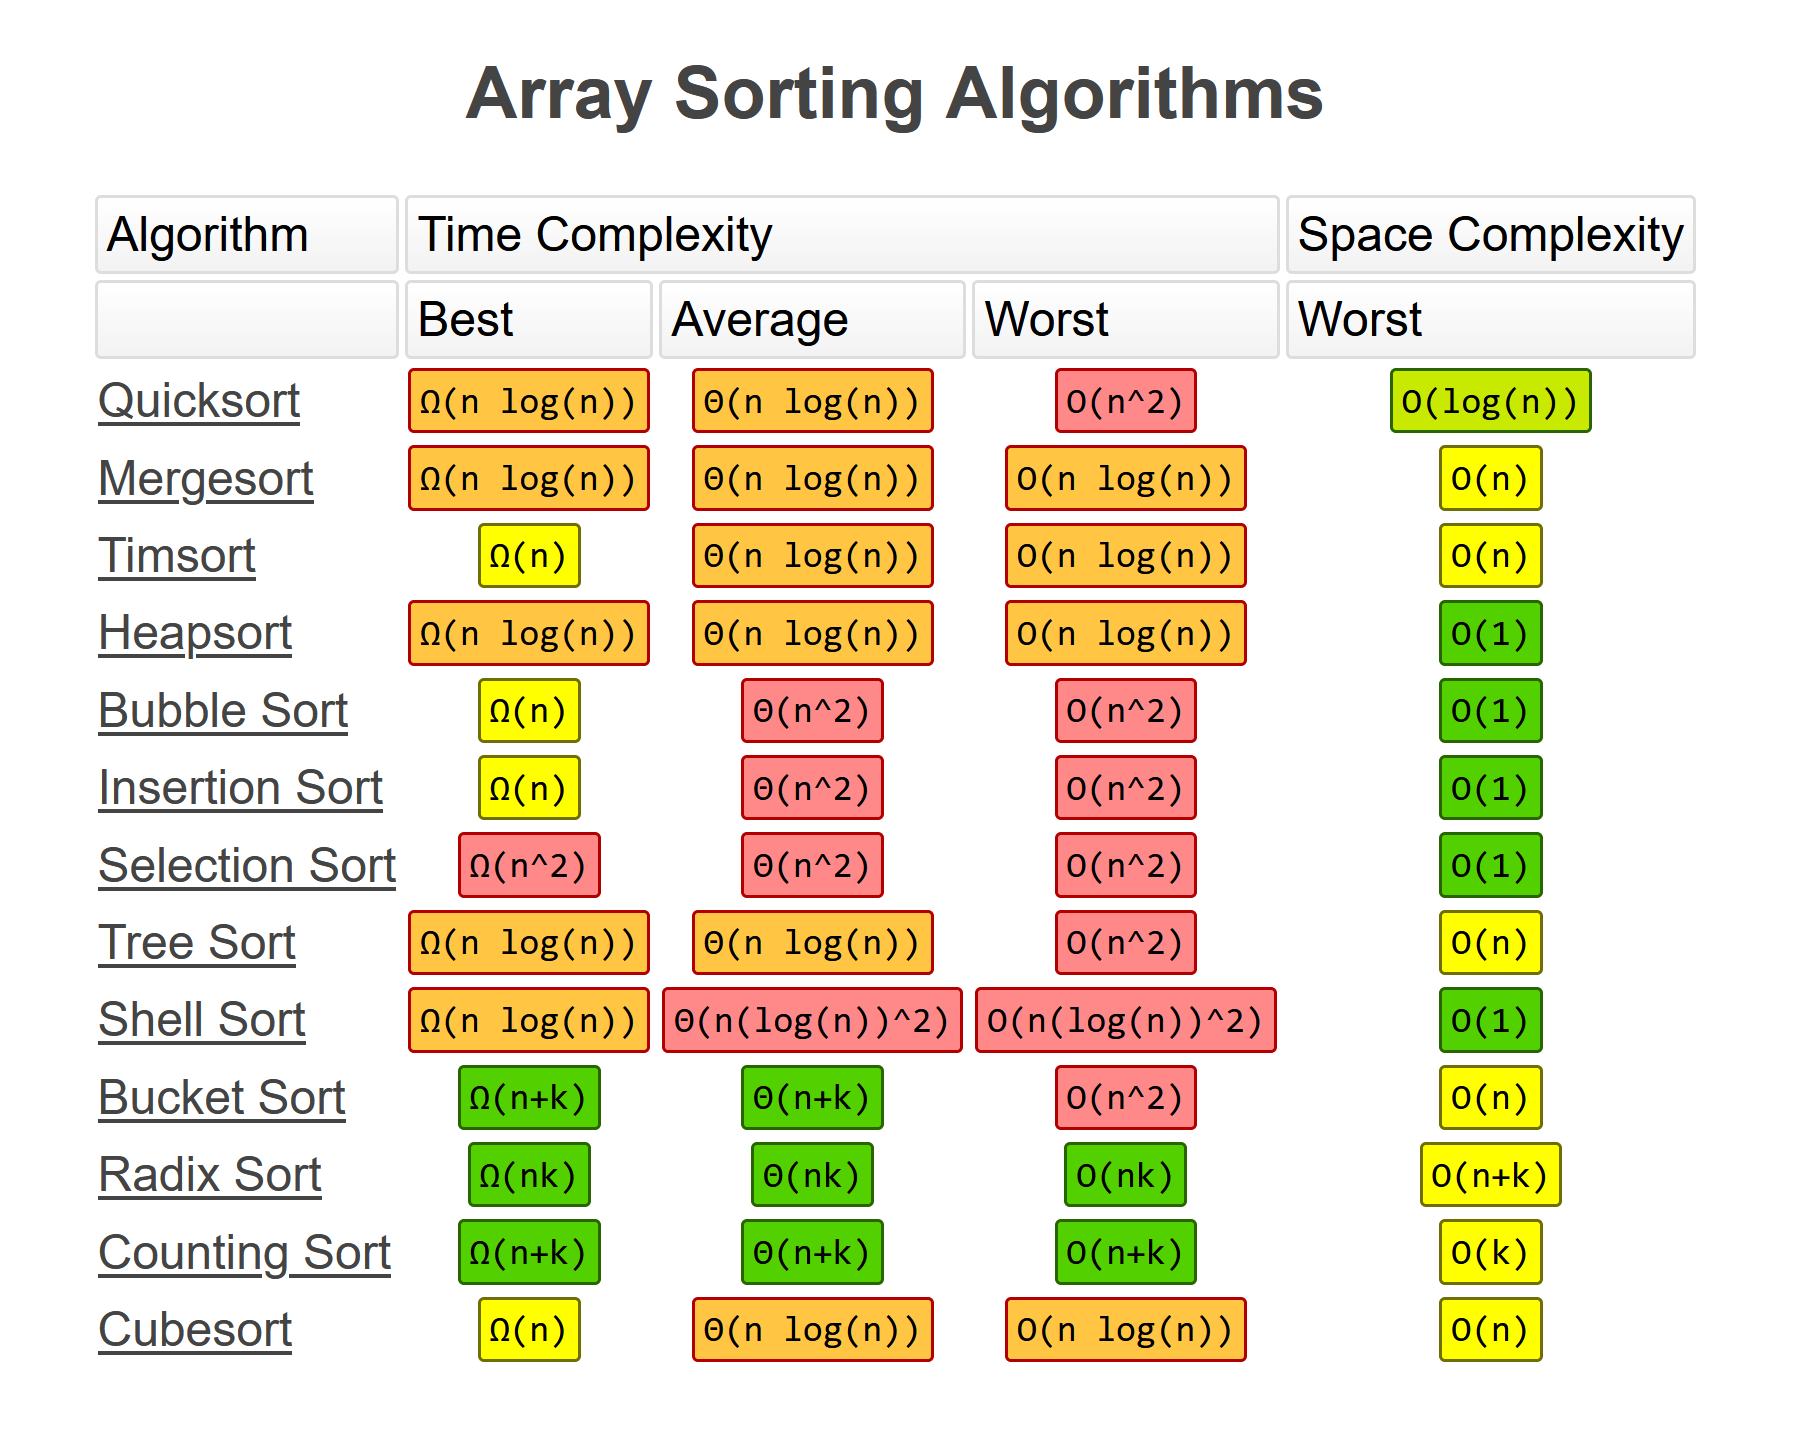 Array Sorting Algorithms
Algorithm Time Complexity Space Complexity
Best Average Worst Worst
Quicksort Ω(n log(n)) Θ(n log(n)) O(n^2) O(log(n))
Mergesort Ω(n log(n)) Θ(n log(n)) O(n log(n)) O(n)
Timsort Ω(n) Θ(n log(n)) O(n log(n)) O(n)
Heapsort Ω(n log(n)) Θ(n log(n)) O(n log(n)) O(1)
Bubble Sort Ω(n) Θ(n^2) O(n^2) O(1)
Insertion Sort Ω(n) Θ(n^2) O(n^2) O(1)
Selection Sort Ω(n^2) Θ(n^2) O(n^2) O(1)
Tree Sort Ω(n log(n)) Θ(n log(n)) O(n^2) O(n)
Shell Sort Ω(n log(n)) Θ(n(log(n))^2) O(n(log(n))^2) O(1)
Bucket Sort Ω(n+k) Θ(n+k) O(n^2) O(n)
Radix Sort Ω(nk) Θ(nk) O(nk) O(n+k)
Counting Sort Ω(n+k) Θ(n+k) O(n+k) O(k)
Cubesort Ω(n) Θ(n log(n)) O(n log(n)) O(n)